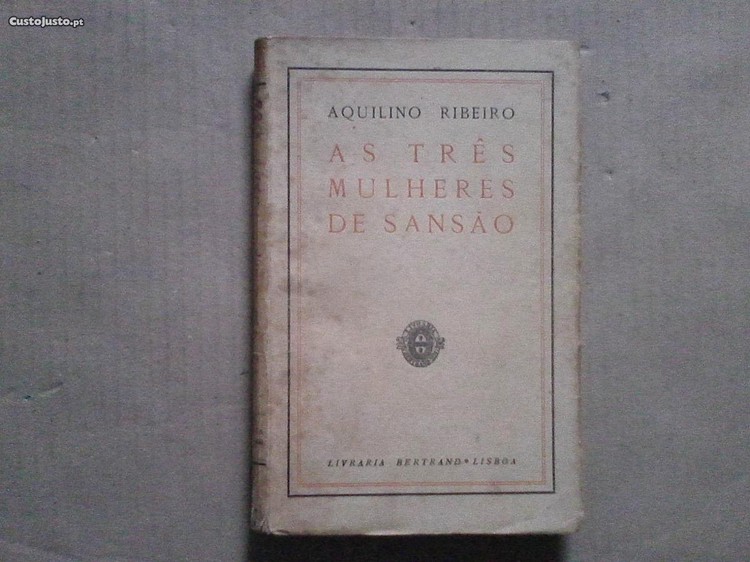 CustoJusto.pt
AQUILINO RIBEIRO
AS TRÊS
MULHERES
DE SANSÃO
LIVRARIA BERTRAND * LISBOA